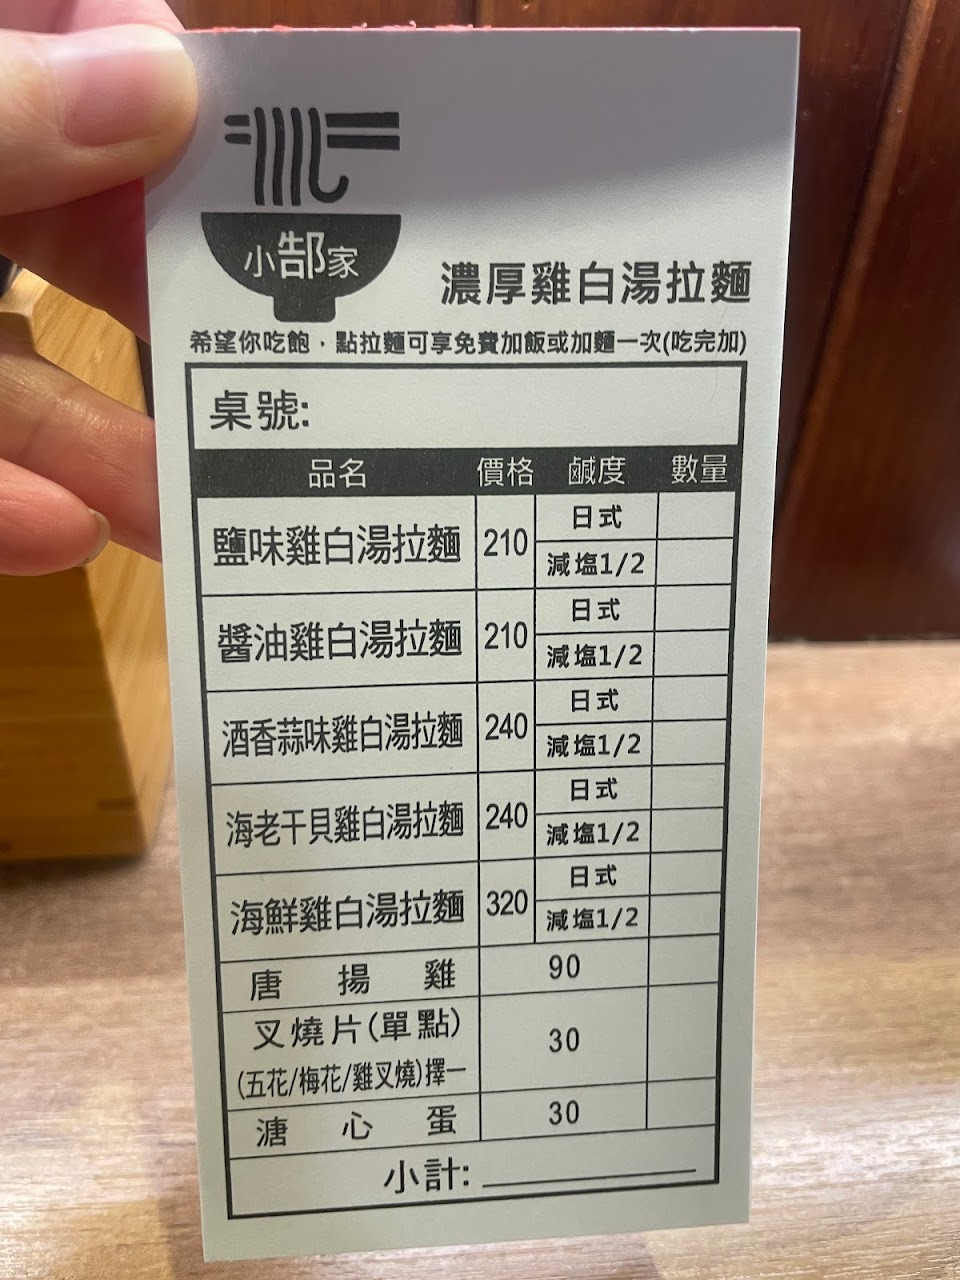 小郜家
濃厚雞白湯拉麵
希望你吃飽，點拉麵可享免費加飯或加麵一次(吃完加)
桌號:
品名 價格 鹹度 數量
鹽味雞白湯拉麵 210 日式
減塩1/2
醬油雞白湯拉麵 210 日式
減塩1/2
酒香蒜味雞白湯拉麵 240 日式
減塩1/2
海老干貝雞白湯拉麵 240 日式
減塩1/2
海鮮雞白湯拉麵 320 日式
減塩1/2
唐揚雞 90
叉燒片(單點) 30
(五花/梅花/雞叉燒)擇一
溏心蛋 30
小計: